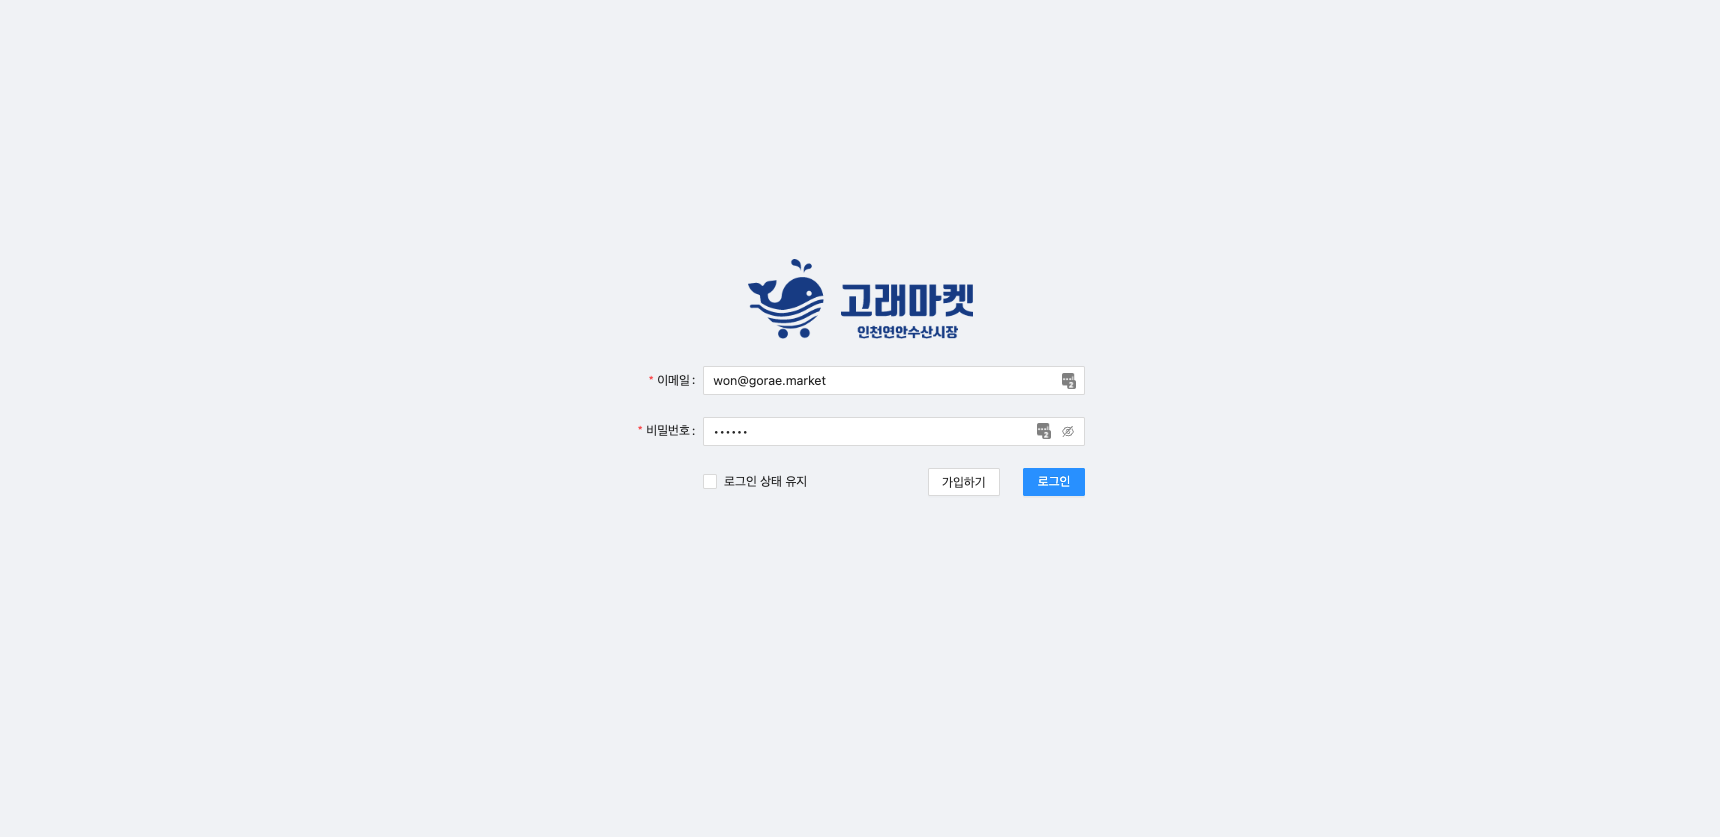 고래마켓
인천연안수산시장
* 이메일 : won@gorae.market
* 비밀번호 : ••••••
로그인 상태 유지 가입하기 로그인